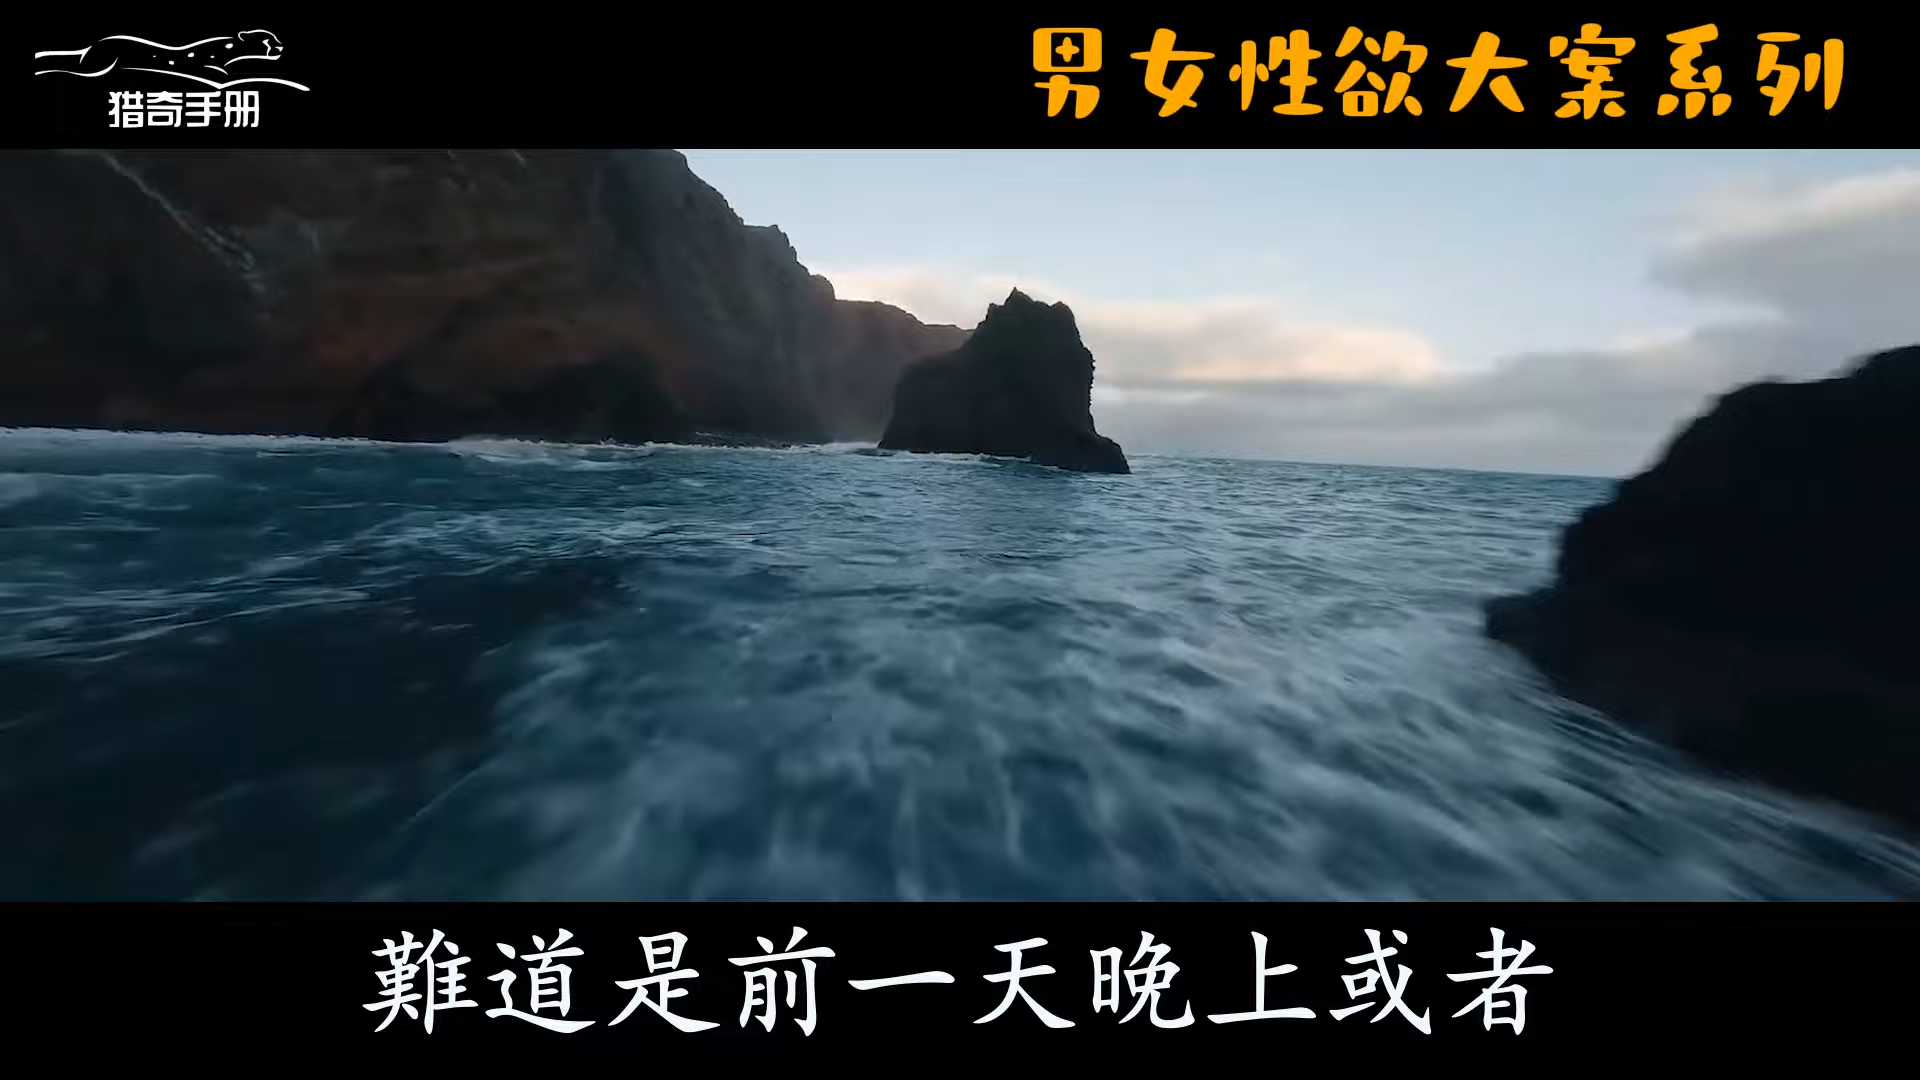 猎奇手册
男女性欲大案系列
難道是前一天晚上或者